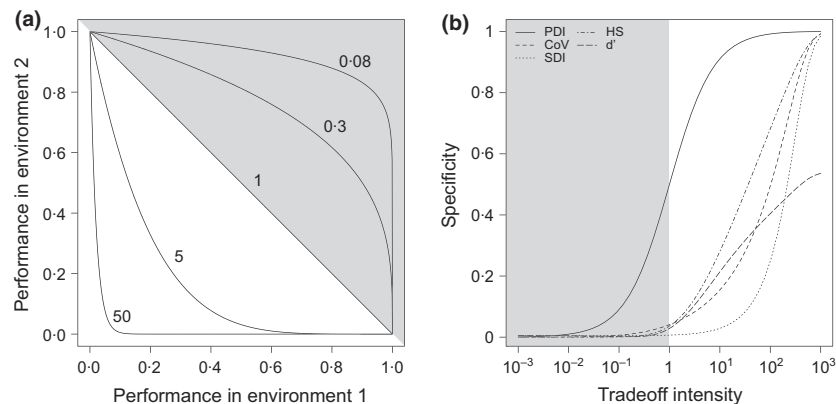 (a)
Performance in environment 2
1·0
0·8
0·6
0·4
0·2
0·0
0·08
0·3
1
5
50
0·0 0·2 0·4 0·6 0·8 1·0
Performance in environment 1
(b)
Specificity
1
0·8
0·6
0·4
0·2
0
PDI HS
CoV d'
SDI
10⁻³ 10⁻² 10⁻¹ 1 10¹ 10² 10³
Tradeoff intensity